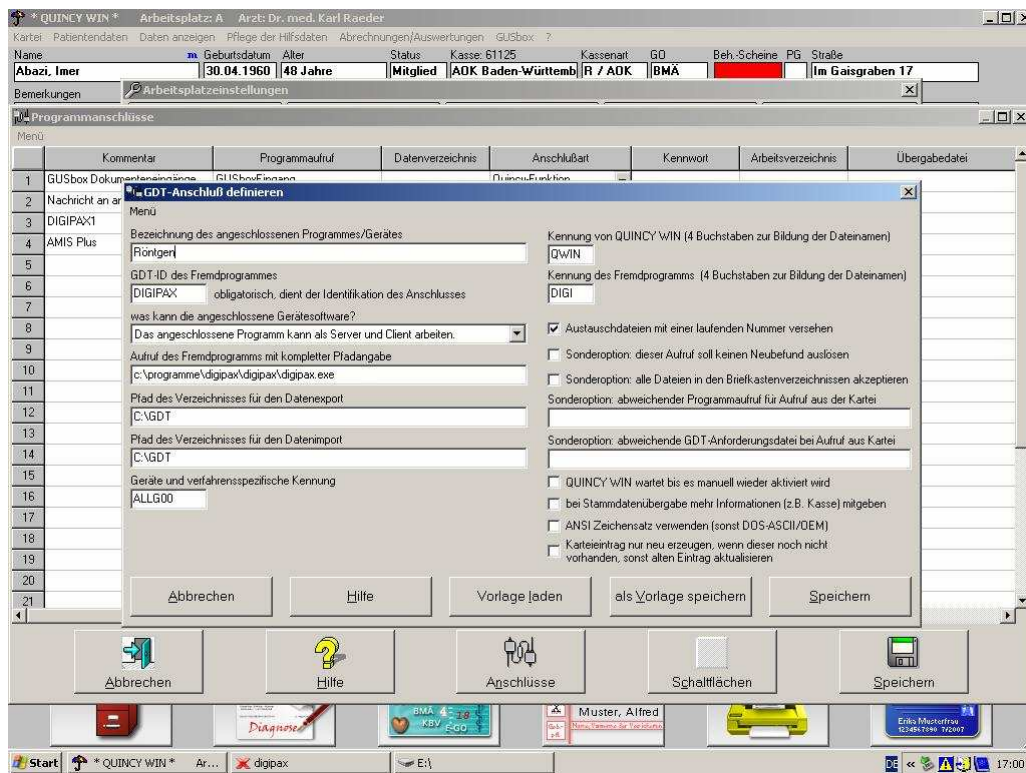 * QUINCY WIN * Arbeitsplatz: A Arzt: Dr. med. Karl Raeder
Kartei Patientendaten Daten anzeigen Pflege der Hilfsdaten Abrechnungen/Auswertungen GUSbox ?
Name m Geburtsdatum Alter Status Kasse: 61125 Kassenart GO Beh.-Scheine PG Straße
Abazi, Imer 30.04.1960 48 Jahre Mitglied AOK Baden-Württemb R / AOK BMÄ Im Gaisgraben 17
Bemerkungen
Arbeitsplatzeinstellungen
Programmanschlüsse
Menü
Kommentar Programmaufruf Datenverzeichnis Anschlußart Kennwort Arbeitsverzeichnis Übergabedatei
1 GUSbox Dokumenteneingänge GUSboxEingang Quincy-Funktion
2 Nachricht an ar
3 DIGIPAX1
4 AMIS Plus
5
6
7
8
9
10
11
12
13
14
15
16
17
18
19
20
21
GDT-Anschluß definieren
Menü
Bezeichnung des angeschlossenen Programmes/Gerätes
Röntgen
GDT-ID des Fremdprogrammes
DIGIPAX obligatorisch, dient der Identifikation des Anschlusses
was kann die angeschlossene Gerätesoftware?
Das angeschlossene Programm kann als Server und Client arbeiten.
Aufruf des Fremdprogramms mit kompletter Pfadangabe
c:\programme\digipax\digipax\digipax.exe
Pfad des Verzeichnisses für den Datenexport
C:\GDT
Pfad des Verzeichnisses für den Datenimport
C:\GDT
Geräte und verfahrensspezifische Kennung
ALLG00
Kennung von QUINCY WIN (4 Buchstaben zur Bildung der Dateinamen)
QWIN
Kennung des Fremdprogramms (4 Buchstaben zur Bildung der Dateinamen)
DIGI
Austauschdateien mit einer laufenden Nummer versehen
Sonderoption: dieser Aufruf soll keinen Neubefund auslösen
Sonderoption: alle Dateien in den Briefkastenverzeichnissen akzeptieren
Sonderoption: abweichender Programmaufruf für Aufruf aus der Kartei
Sonderoption: abweichende GDT-Anforderungsdatei bei Aufruf aus Kartei
QUINCY WIN wartet bis es manuell wieder aktiviert wird
bei Stammdatenübergabe mehr Informationen (z.B. Kasse) mitgeben
ANSI Zeichensatz verwenden (sonst DOS-ASCII/OEM)
Karteieintrag nur neu erzeugen, wenn dieser noch nicht
vorhanden, sonst alten Eintrag aktualisieren
Abbrechen Hilfe Vorlage laden als Vorlage speichern Speichern
Abbrechen Hilfe Anschlüsse Schaltflächen Speichern
Diagnose
BMÄ 4
KBV E-GO
Muster, Alfred
Erika Musterfrau
1234567890 7/2007
Start * QUINCY WIN * Ar... digipax E:\ DE « 17:00